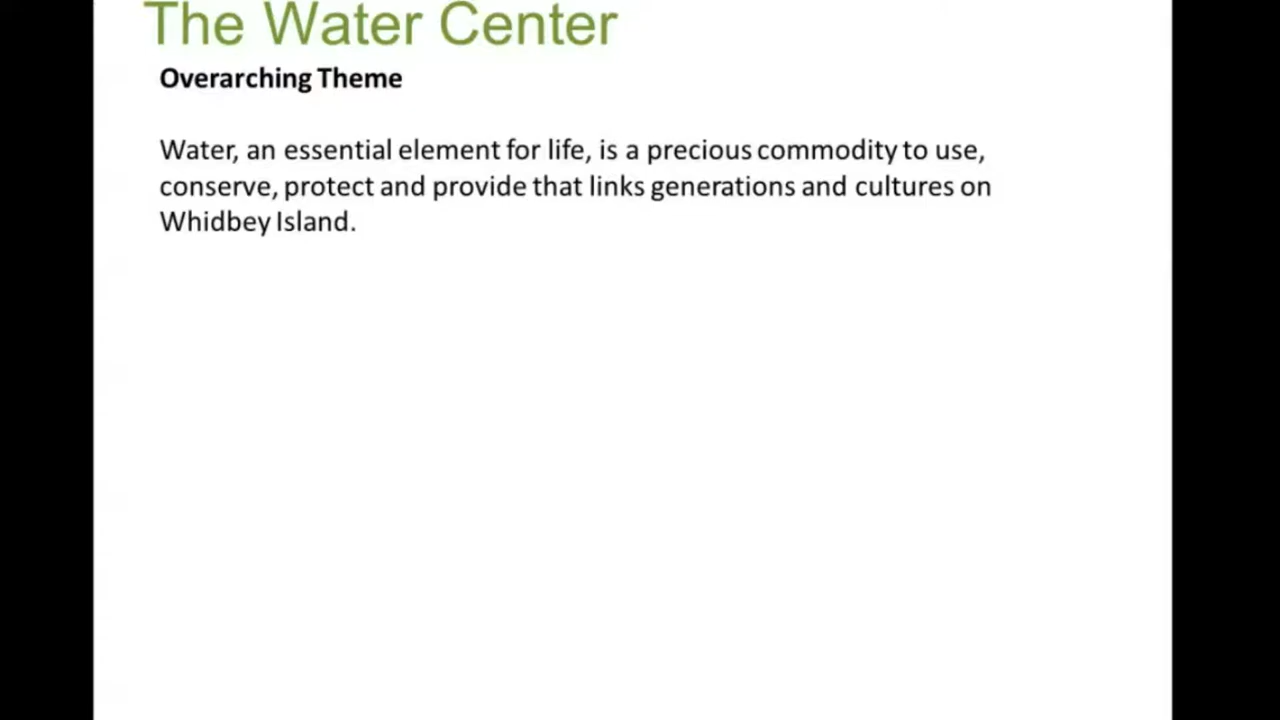 The Water Center
Overarching Theme
Water, an essential element for life, is a precious commodity to use,
conserve, protect and provide that links generations and cultures on
Whidbey Island.